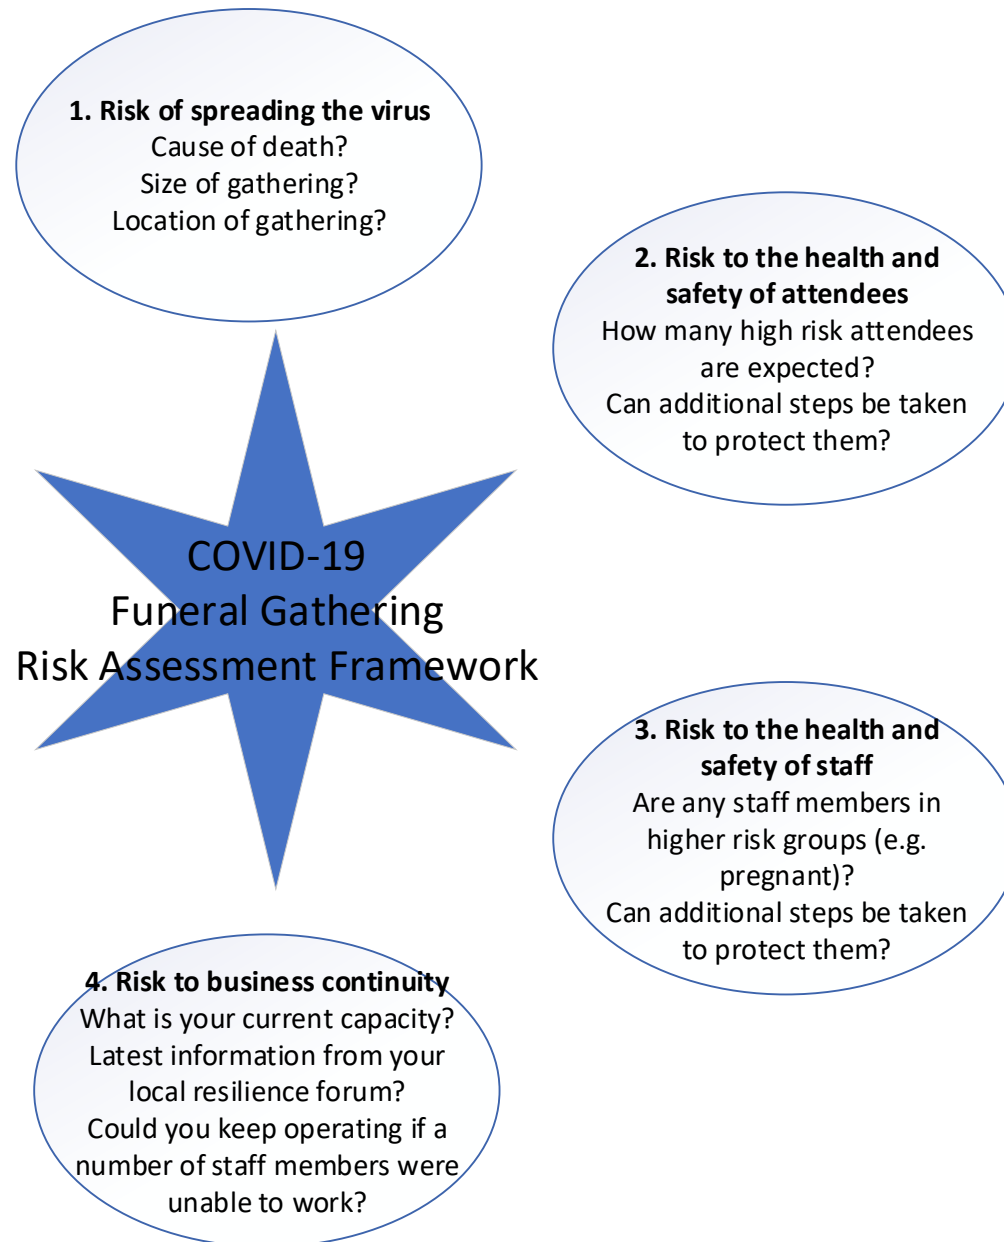 1. Risk of spreading the virus
Cause of death?
Size of gathering?
Location of gathering?
2. Risk to the health and
safety of attendees
How many high risk attendees
are expected?
Can additional steps be taken
to protect them?
COVID-19
Funeral Gathering
Risk Assessment Framework
3. Risk to the health and
safety of staff
Are any staff members in
higher risk groups (e.g.
pregnant)?
Can additional steps be taken
to protect them?
4. Risk to business continuity
What is your current capacity?
Latest information from your
local resilience forum?
Could you keep operating if a
number of staff members were
unable to work?